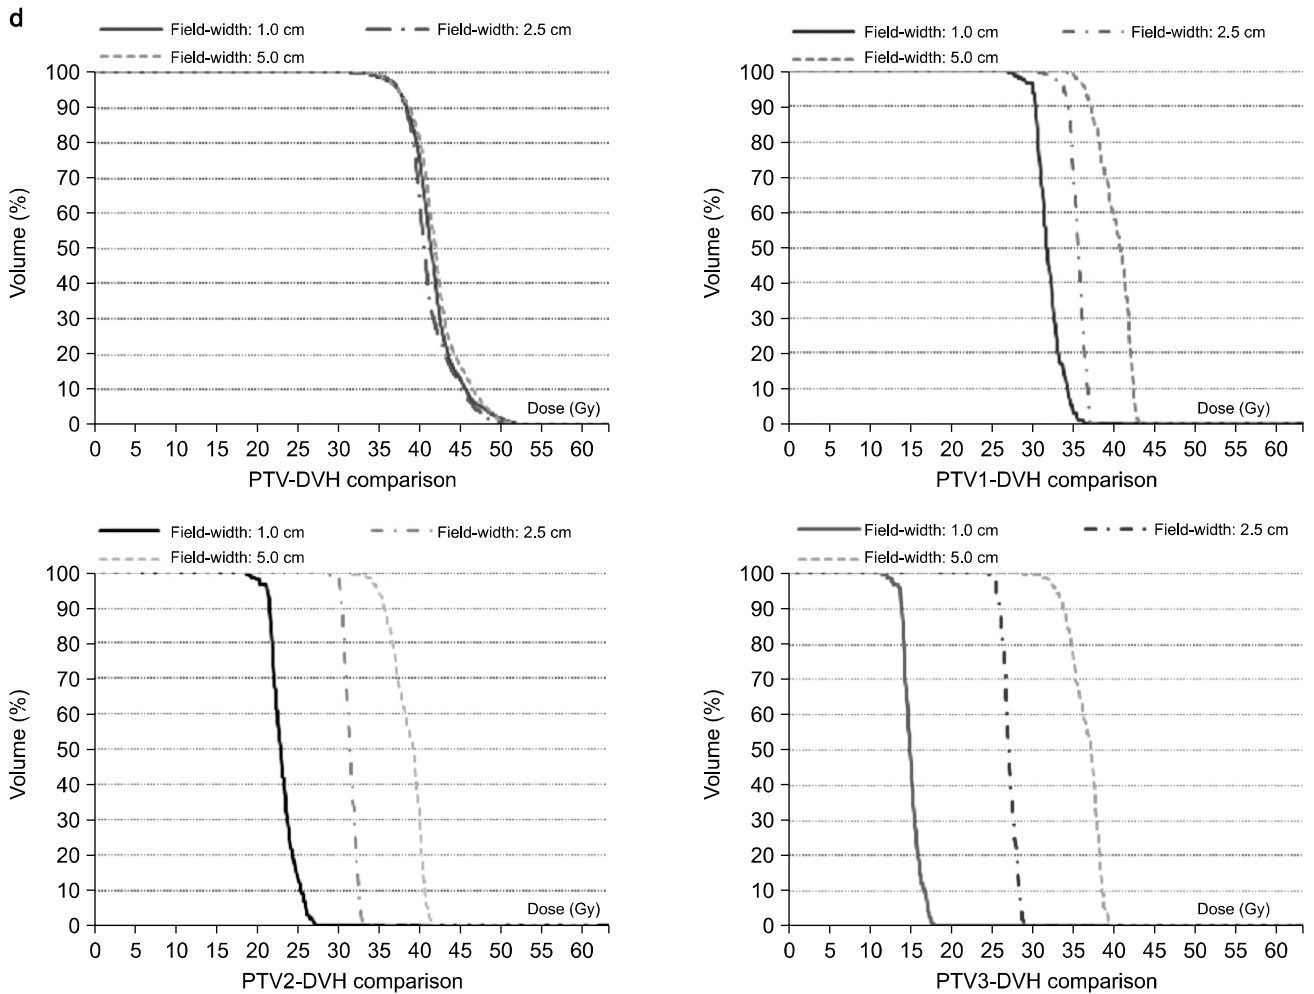 d
Field-width: 1.0 cm Field-width: 2.5 cm
Field-width: 5.0 cm
Volume (%)
100
90
80
70
60
50
40
30
20
10
0
Dose (Gy)
0 5 10 15 20 25 30 35 40 45 50 55 60
PTV-DVH comparison
Field-width: 1.0 cm Field-width: 2.5 cm
Field-width: 5.0 cm
Volume (%)
100
90
80
70
60
50
40
30
20
10
0
Dose (Gy)
0 5 10 15 20 25 30 35 40 45 50 55 60
PTV1-DVH comparison
Field-width: 1.0 cm Field-width: 2.5 cm
Field-width: 5.0 cm
Volume (%)
100
90
80
70
60
50
40
30
20
10
0
Dose (Gy)
0 5 10 15 20 25 30 35 40 45 50 55 60
PTV2-DVH comparison
Field-width: 1.0 cm Field-width: 2.5 cm
Field-width: 5.0 cm
Volume (%)
100
90
80
70
60
50
40
30
20
10
0
Dose (Gy)
0 5 10 15 20 25 30 35 40 45 50 55 60
PTV3-DVH comparison